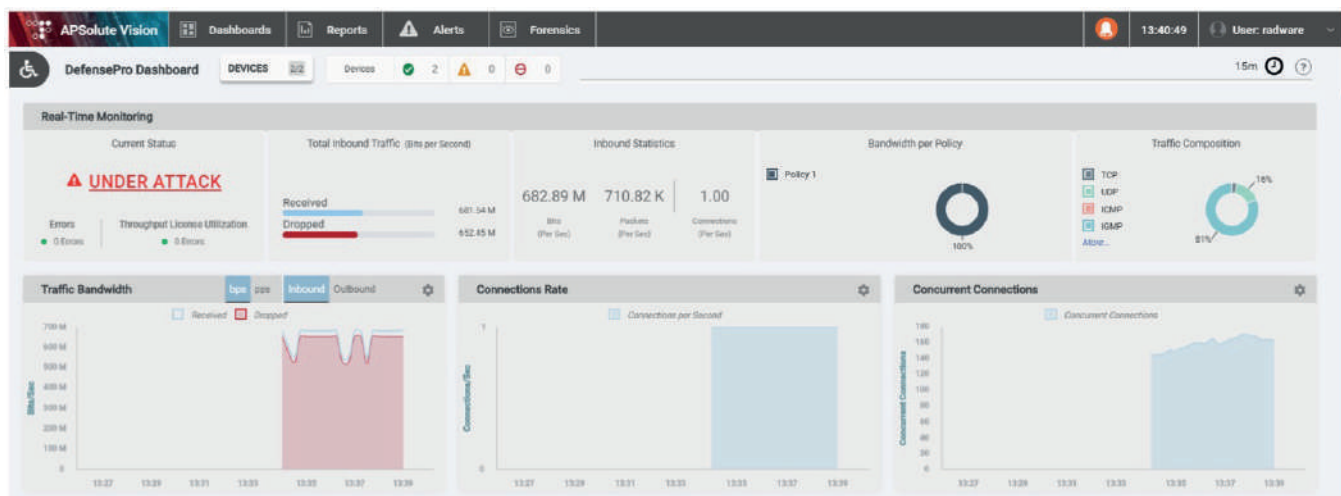 APSolute Vision
Dashboards
Reports
Alerts
Forensics
13:40:49
User: radware
DefensePro Dashboard
DEVICES 2/2
Devices 2 0 0
15m
Real-Time Monitoring
Current Status
UNDER ATTACK
Errors
0 Errors
Throughput License Utilization
0 Errors
Total Inbound Traffic (Bits per Second)
Received
681.54 M
Dropped
652.45 M
Inbound Statistics
682.89 M 710.82 K 1.00
Bits Packets Connections
(Per Sec) (Per Sec) (Per Sec)
Bandwidth per Policy
Policy 1
100%
Traffic Composition
TCP
UDP
ICMP
IGMP
More...
16%
81%
Traffic Bandwidth
bps pps
Inbound Outbound
Received Dropped
Bits/Sec
700 M
600 M
500 M
400 M
300 M
200 M
100 M
0
13:27 13:29 13:31 13:33 13:35 13:37 13:39
Connections Rate
Connections per Second
Connections/Sec
1
0
13:27 13:29 13:31 13:33 13:35 13:37 13:39
Concurrent Connections
Concurrent Connections
Concurrent Connections
180
160
140
120
100
80
60
40
20
0
13:27 13:29 13:31 13:33 13:35 13:37 13:39